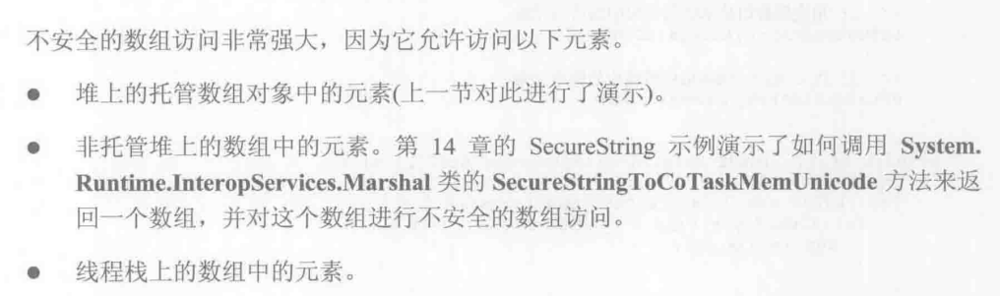 不安全的数组访问非常强大，因为它允许访问以下元素。
● 堆上的托管数组对象中的元素(上一节对此进行了演示)。
● 非托管堆上的数组中的元素。第 14 章的 SecureString 示例演示了如何调用 System.
Runtime.InteropServices.Marshal 类的 SecureStringToCoTaskMemUnicode 方法来返
回一个数组，并对这个数组进行不安全的数组访问。
● 线程栈上的数组中的元素。